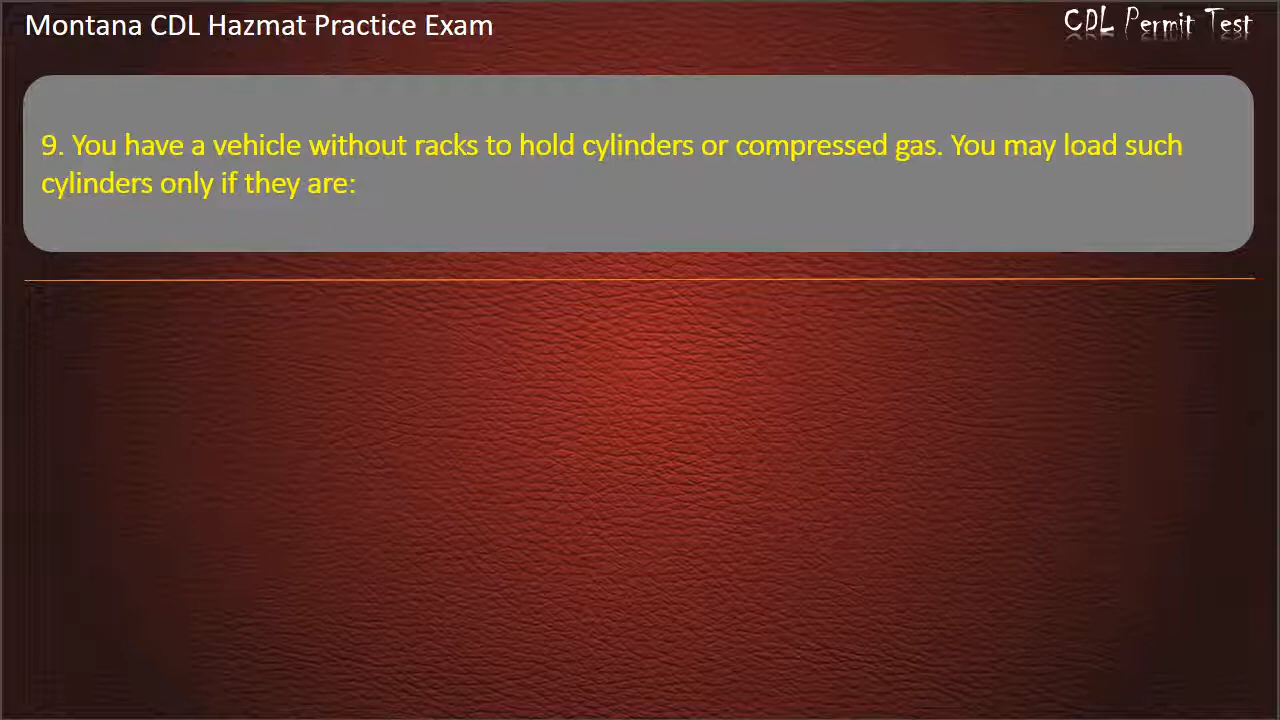 Montana CDL Hazmat Practice Exam
CDL Permit Test
9. You have a vehicle without racks to hold cylinders or compressed gas. You may load such
cylinders only if they are: